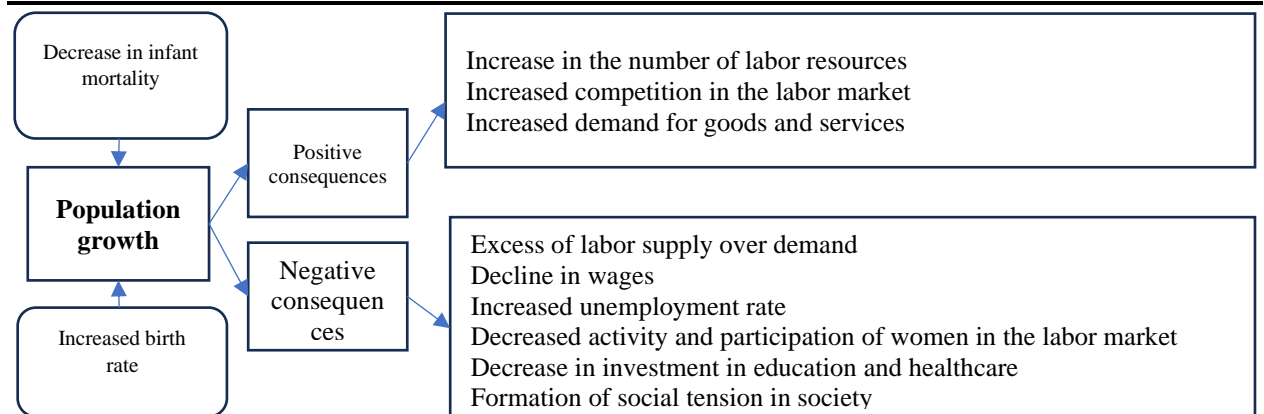 Decrease in infant
mortality
Population
growth
Increased birth
rate
Positive
consequences
Negative
consequen
ces
Increase in the number of labor resources
Increased competition in the labor market
Increased demand for goods and services
Excess of labor supply over demand
Decline in wages
Increased unemployment rate
Decreased activity and participation of women in the labor market
Decrease in investment in education and healthcare
Formation of social tension in society